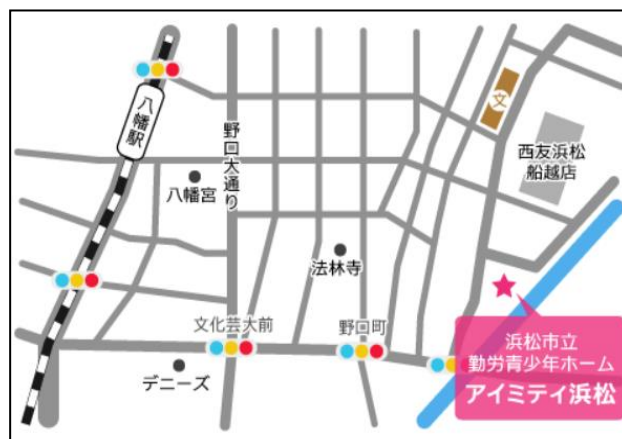 八幡駅
八幡宮
野口大通り
文
西友浜松
船越店
法林寺
文化芸大前
野口町
デニーズ
浜松市立
勤労青少年ホーム
アイミテイ浜松